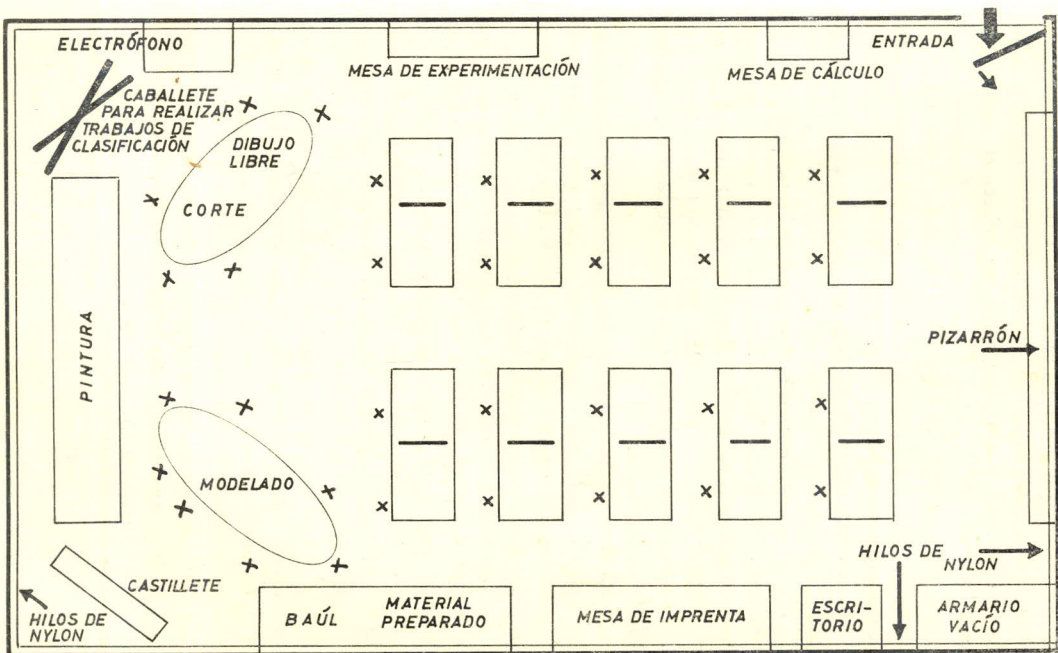 ELECTRÓFONO
MESA DE EXPERIMENTACIÓN
MESA DE CÁLCULO
ENTRADA
CABALLETE
PARA REALIZAR
TRABAJOS DE
CLASIFICACIÓN
DIBUJO
LIBRE
CORTE
PINTURA
PIZARRÓN
MODELADO
CASTILLETE
HILOS DE
NYLON
HILOS DE
NYLON
BAÚL
MATERIAL
PREPARADO
MESA DE IMPRENTA
ESCRI-
TORIO
ARMARIO
VACÍO